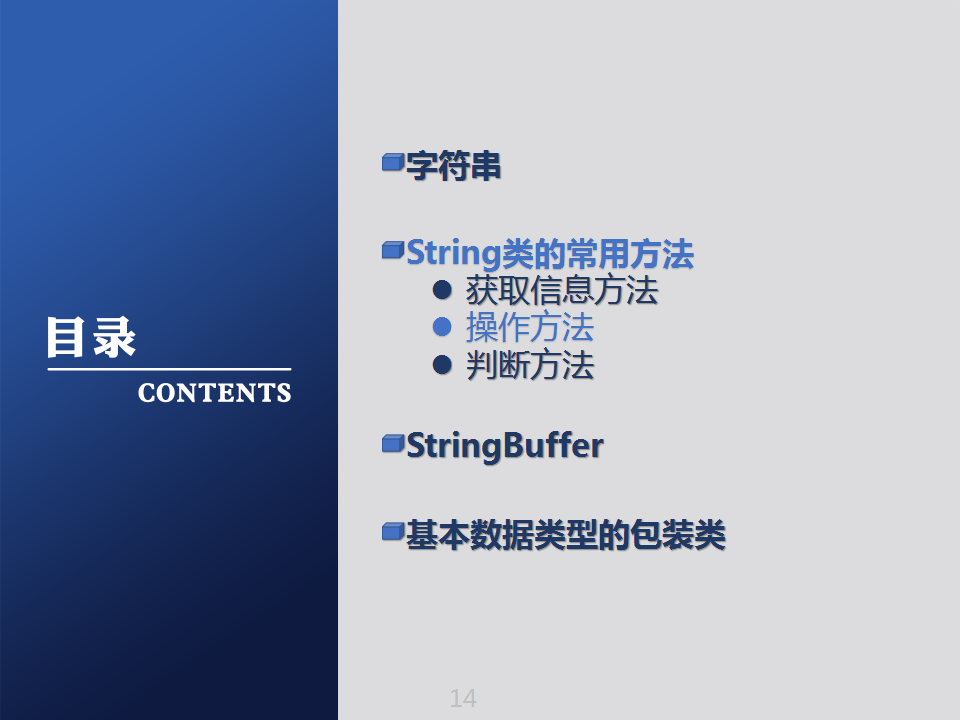 目录
CONTENTS
字符串
String类的常用方法
获取信息方法
操作方法
判断方法
StringBuffer
基本数据类型的包装类
14